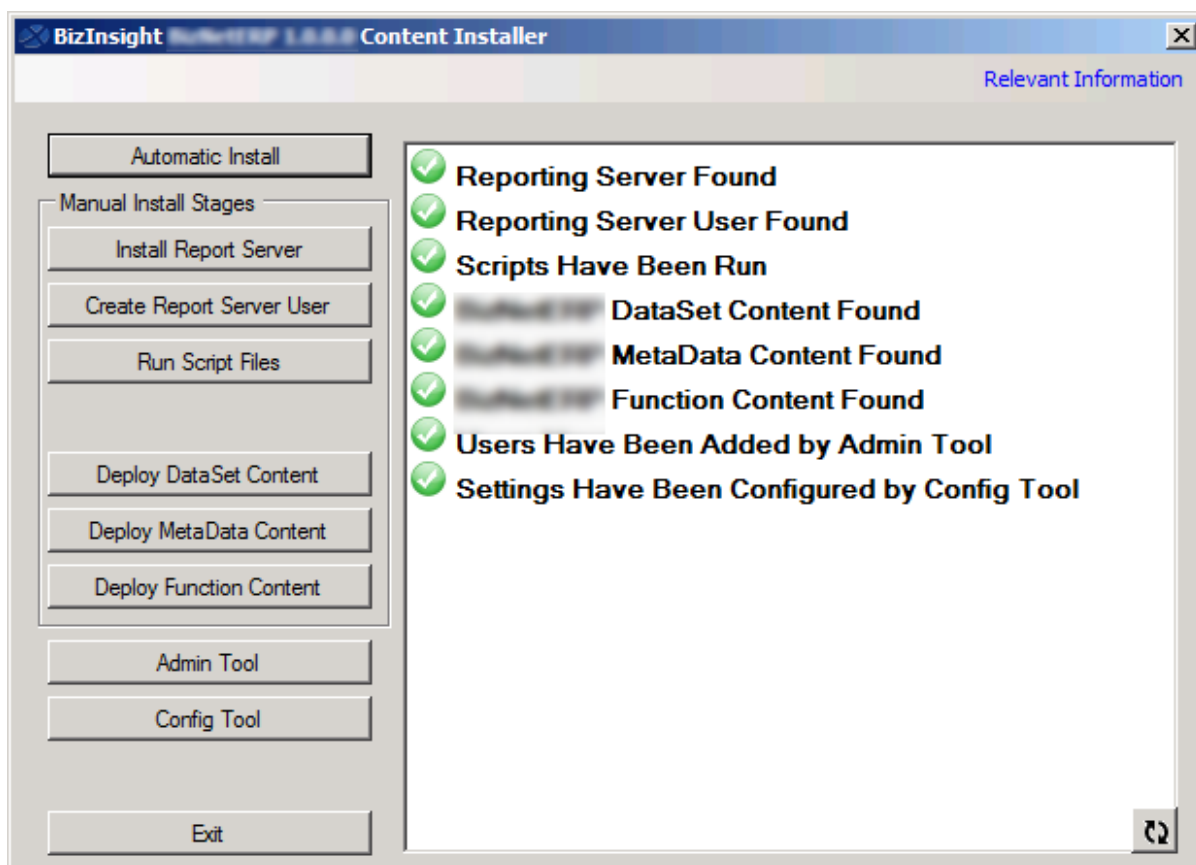 BizInsight Content Installer
Relevant Information
Automatic Install
Manual Install Stages
Install Report Server
Create Report Server User
Run Script Files
Deploy DataSet Content
Deploy MetaData Content
Deploy Function Content
Admin Tool
Config Tool
Exit
Reporting Server Found
Reporting Server User Found
Scripts Have Been Run
DataSet Content Found
MetaData Content Found
Function Content Found
Users Have Been Added by Admin Tool
Settings Have Been Configured by Config Tool